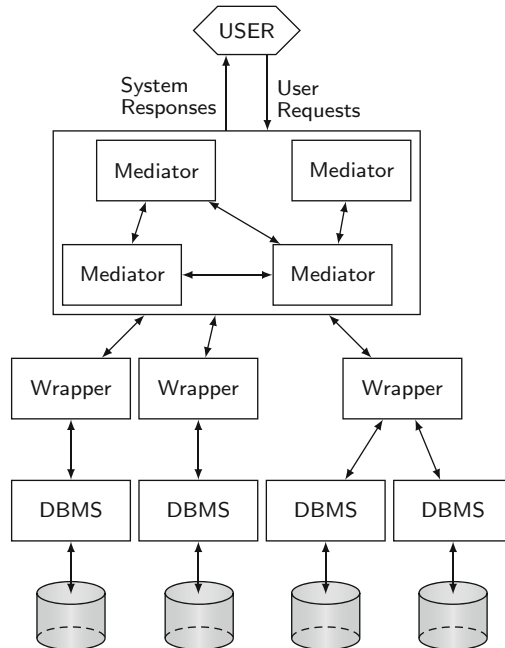 USER
System
Responses
User
Requests
Mediator
Mediator
Mediator
Mediator
Wrapper
Wrapper
Wrapper
DBMS
DBMS
DBMS
DBMS